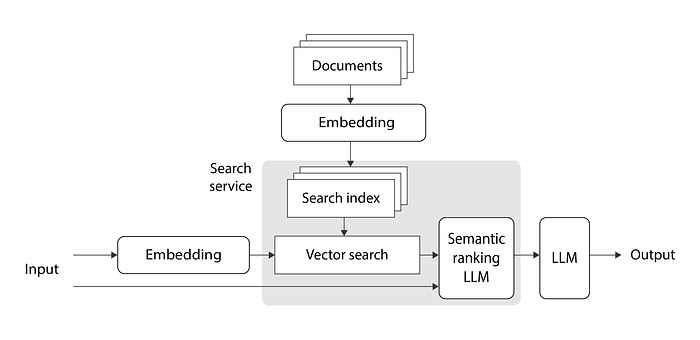 Documents
Embedding
Search
service
Search index
Input
Embedding
Vector search
Semantic
ranking
LLM
LLM
Output